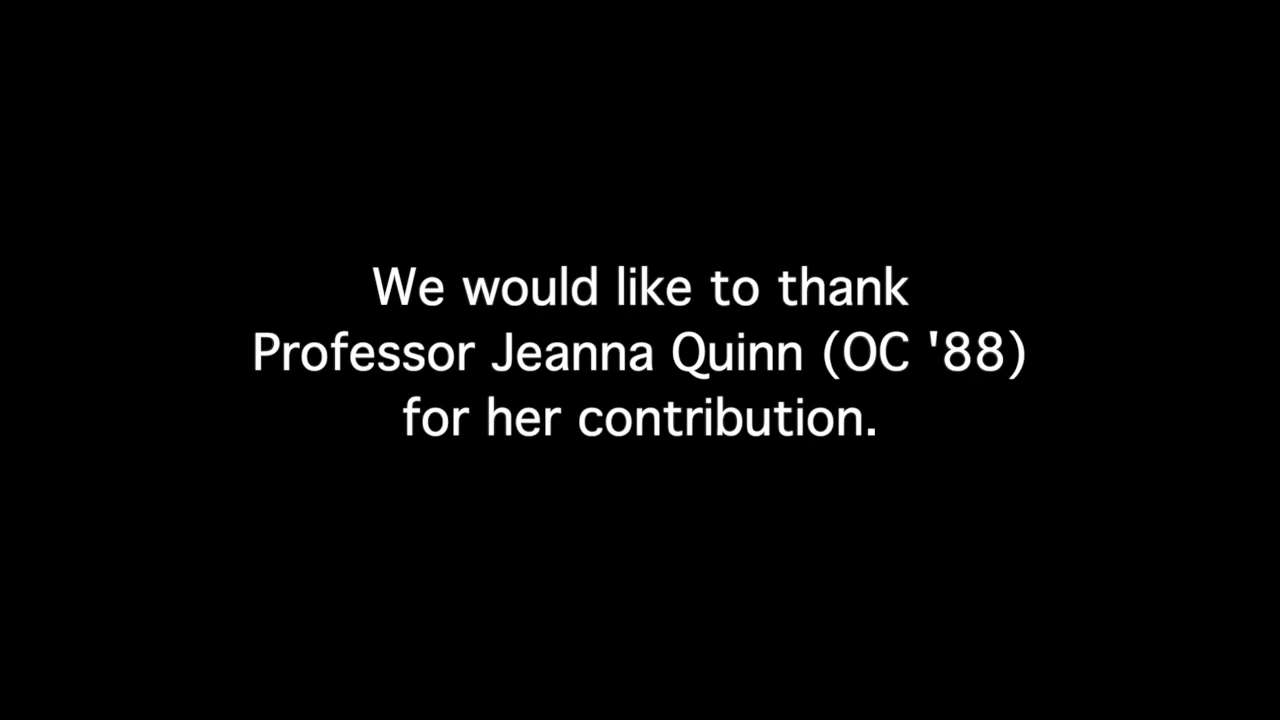 We would like to thank
Professor Jeanna Quinn (OC '88)
for her contribution.